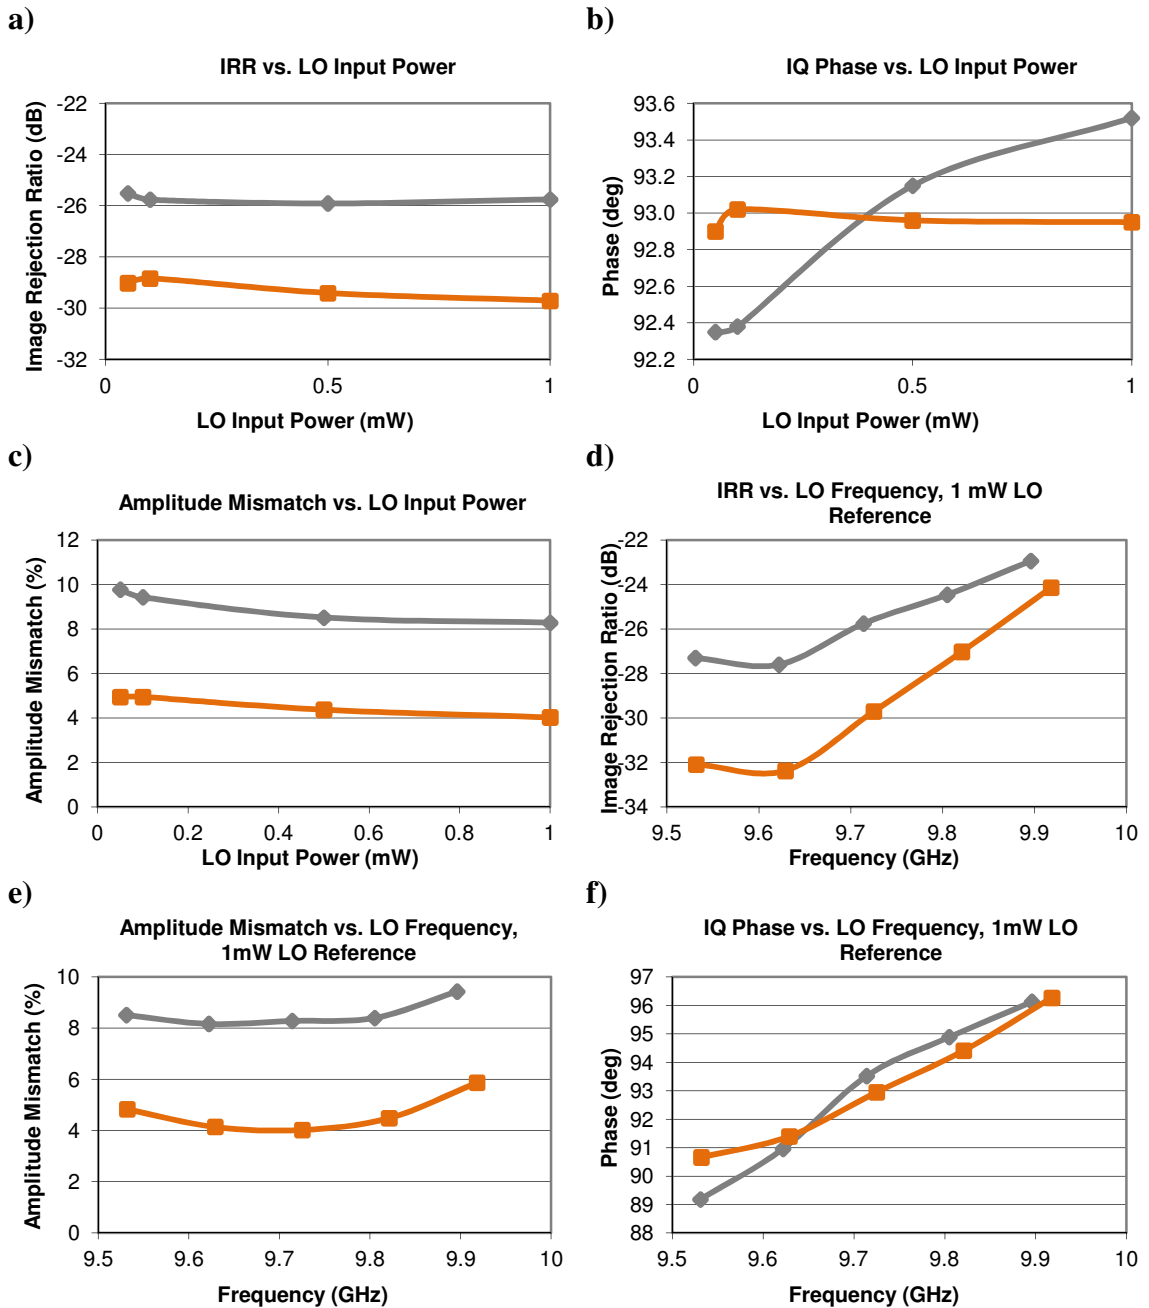 a)
IRR vs. LO Input Power
Image Rejection Ratio (dB)
-22
-24
-26
-28
-30
-32
0
0.5
1
LO Input Power (mW)
b)
IQ Phase vs. LO Input Power
Phase (deg)
93.6
93.4
93.2
93.0
92.8
92.6
92.4
92.2
0
0.5
1
LO Input Power (mW)
c)
Amplitude Mismatch vs. LO Input Power
Amplitude Mismatch (%)
12
10
8
6
4
2
0
0
0.2
0.4
0.6
0.8
1
LO Input Power (mW)
d)
IRR vs. LO Frequency, 1 mW LO
Reference
Image Rejection Ratio (dB)
-22
-24
-26
-28
-30
-32
-34
9.5
9.6
9.7
9.8
9.9
10
Frequency (GHz)
e)
Amplitude Mismatch vs. LO Frequency,
1mW LO Reference
Amplitude Mismatch (%)
10
8
6
4
2
0
9.5
9.6
9.7
9.8
9.9
10
Frequency (GHz)
f)
IQ Phase vs. LO Frequency, 1mW LO
Reference
Phase (deg)
97
96
95
94
93
92
91
90
89
88
9.5
9.6
9.7
9.8
9.9
10
Frequency (GHz)